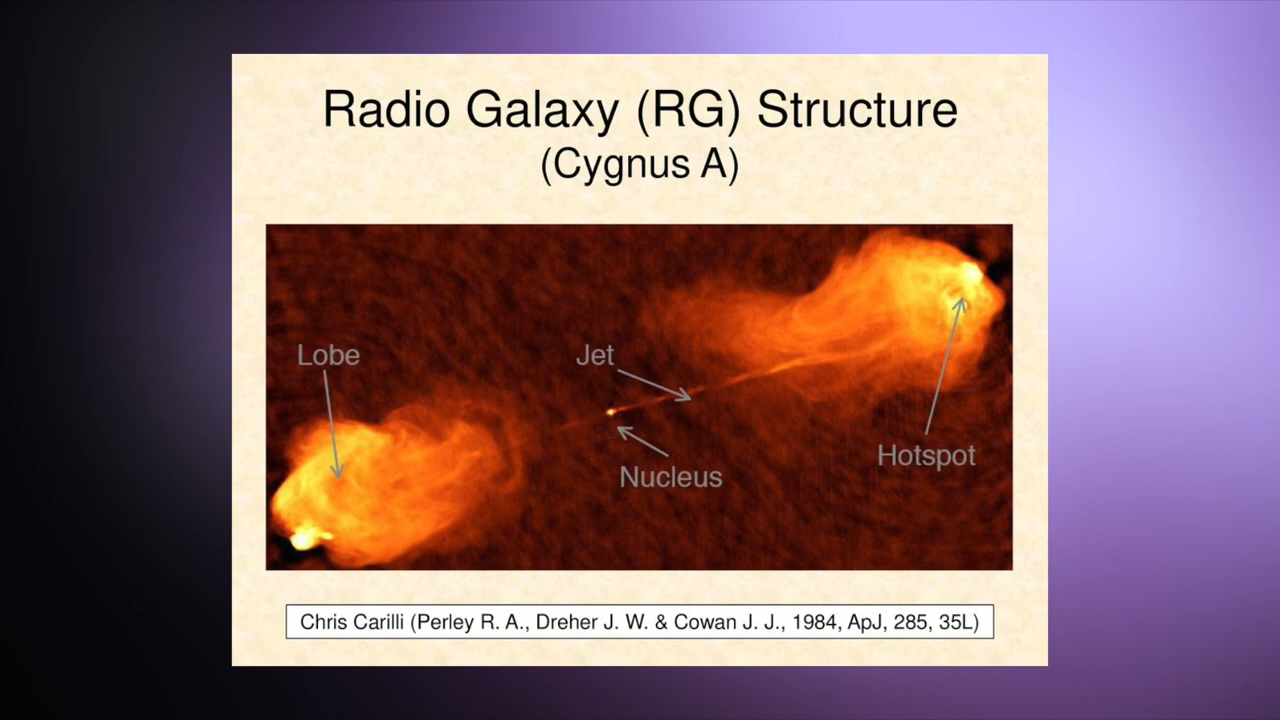 Radio Galaxy (RG) Structure
(Cygnus A)
Lobe
Jet
Nucleus
Hotspot
Chris Carilli (Perley R. A., Dreher J. W. & Cowan J. J., 1984, ApJ, 285, 35L)